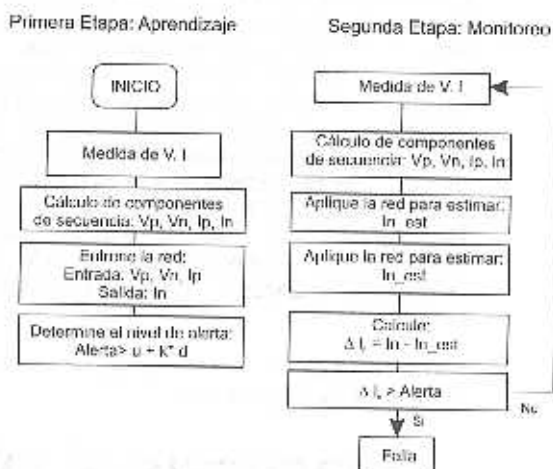 Primera Etapa: Aprendizaje
INICIO
Medida de V. I
Cálculo de componentes
de secuencia: Vp, Vn, Ip, In
Entrene la red:
Entrada: Vp, Vn, Ip
Salida: In
Determine el nivel de alerta:
Alerta> u + k* d
Segunda Etapa: Monitoreo
Medida de V. I
Cálculo de componentes
de secuencia: Vp, Vn, Ip, In
Aplique la red para estimar:
In_est
Aplique la red para estimar:
In_est
Calcule:
Δ Iₙ = In - In_est
Δ Iₙ > Alerta
No
Si
Falla